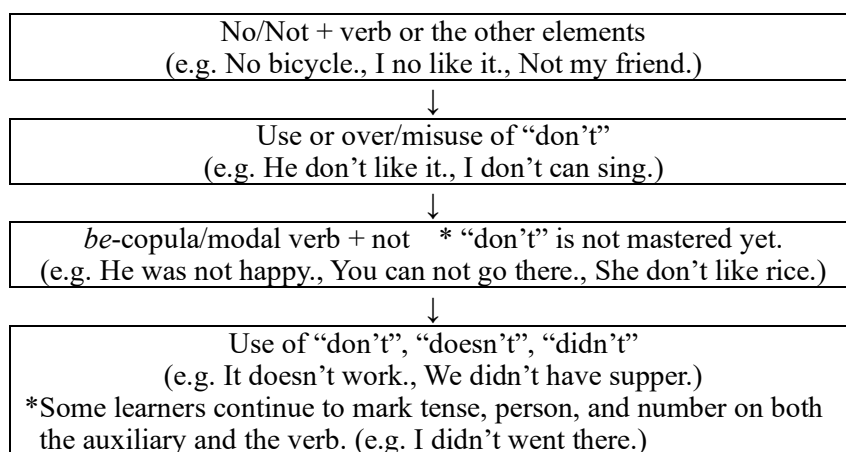 No/Not + verb or the other elements
(e.g. No bicycle., I no like it., Not my friend.)
↓
Use or over/misuse of “don’t”
(e.g. He don’t like it., I don’t can sing.)
↓
be-copula/modal verb + not * “don’t” is not mastered yet.
(e.g. He was not happy., You can not go there., She don’t like rice.)
↓
Use of “don’t”, “doesn’t”, “didn’t”
(e.g. It doesn’t work., We didn’t have supper.)
*Some learners continue to mark tense, person, and number on both
the auxiliary and the verb. (e.g. I didn’t went there.)